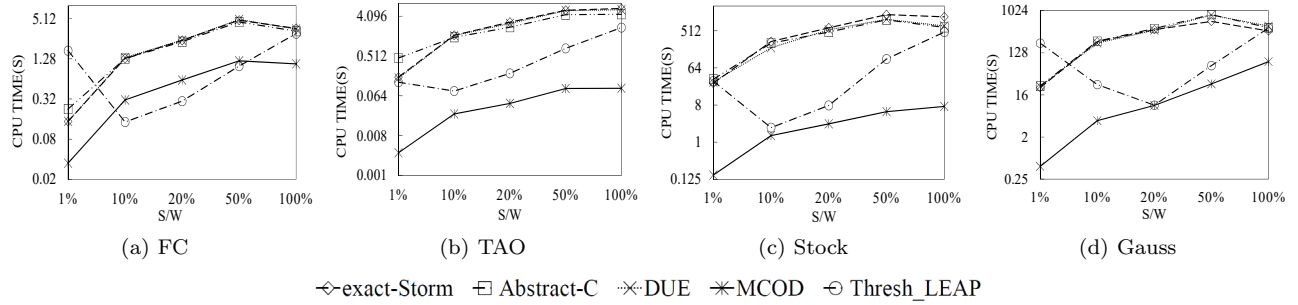 CPU TIME(S)
5.12
1.28
0.32
0.08
0.02
1% 10% 20% 50% 100%
S/W
(a) FC
CPU TIME(S)
4.096
0.512
0.064
0.008
0.001
1% 10% 20% 50% 100%
S/W
(b) TAO
CPU TIME(S)
512
64
8
1
0.125
1% 10% 20% 50% 100%
S/W
(c) Stock
CPU TIME(S)
1024
128
16
2
0.25
1% 10% 20% 50% 100%
S/W
(d) Gauss
exact-Storm Abstract-C DUE MCOD Thresh_LEAP